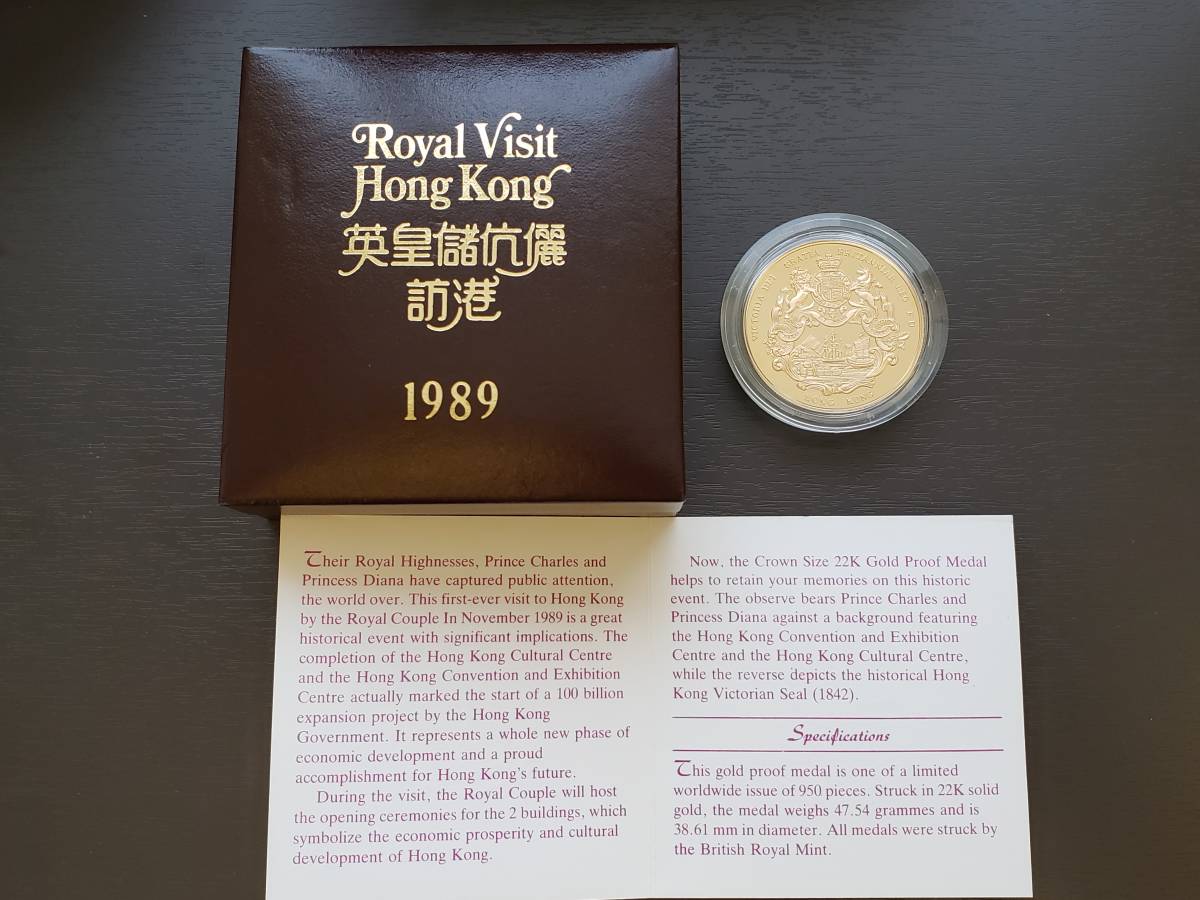 Royal Visit
Hong Kong
英皇儲伉儷
訪港
1989
VICTORIA DEI GRATIA BRITANNIAR REG F D
HONG KONG
Their Royal Highnesses, Prince Charles and
Princess Diana have captured public attention,
the world over. This first-ever visit to Hong Kong
by the Royal Couple In November 1989 is a great
historical event with significant implications. The
completion of the Hong Kong Cultural Centre
and the Hong Kong Convention and Exhibition
Centre actually marked the start of a 100 billion
expansion project by the Hong Kong
Government. It represents a whole new phase of
economic development and a proud
accomplishment for Hong Kong's future.
During the visit, the Royal Couple will host
the opening ceremonies for the 2 buildings, which
symbolize the economic prosperity and cultural
development of Hong Kong.
Now, the Crown Size 22K Gold Proof Medal
helps to retain your memories on this historic
event. The observe bears Prince Charles and
Princess Diana against a background featuring
the Hong Kong Convention and Exhibition
Centre and the Hong Kong Cultural Centre,
while the reverse depicts the historical Hong
Kong Victorian Seal (1842).
Specifications
This gold proof medal is one of a limited
worldwide issue of 950 pieces. Struck in 22K solid
gold, the medal weighs 47.54 grammes and is
38.61 mm in diameter. All medals were struck by
the British Royal Mint.